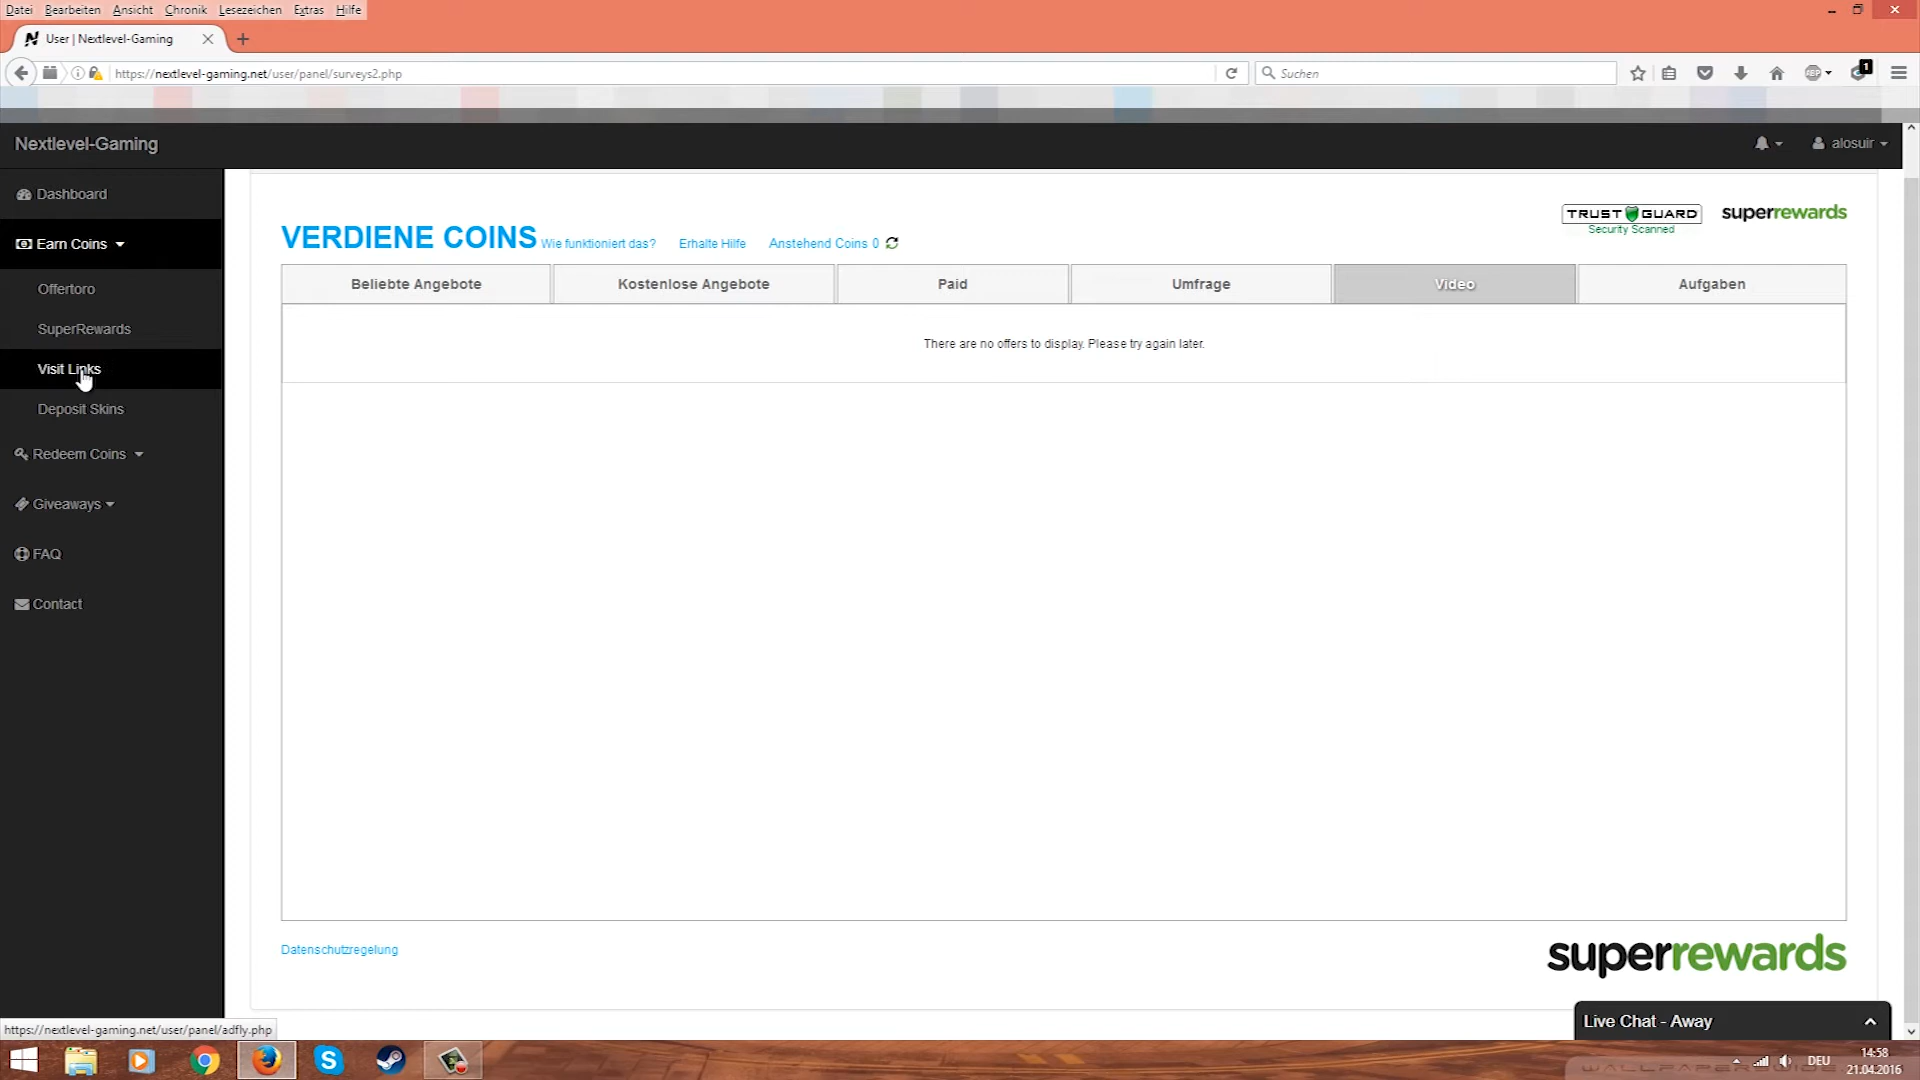 Datei Bearbeiten Ansicht Chronik Lesezeichen Extras Hilfe
User | Nextlevel-Gaming
https://nextlevel-gaming.net/user/panel/surveys2.php
Suchen
ABP
1
Nextlevel-Gaming
alosuir
Dashboard
Earn Coins
Offertoro
SuperRewards
Visit Links
Deposit Skins
Redeem Coins
Giveaways
FAQ
Contact
TRUST GUARD
Security Scanned
superrewards
VERDIENE COINS Wie funktioniert das? Erhalte Hilfe Anstehend Coins 0
Beliebte Angebote Kostenlose Angebote Paid Umfrage Video Aufgaben
There are no offers to display. Please try again later.
Datenschutzregelung
superrewards
Live Chat - Away
https://nextlevel-gaming.net/user/panel/adfly.php
DEU
14:58
21.04.2016